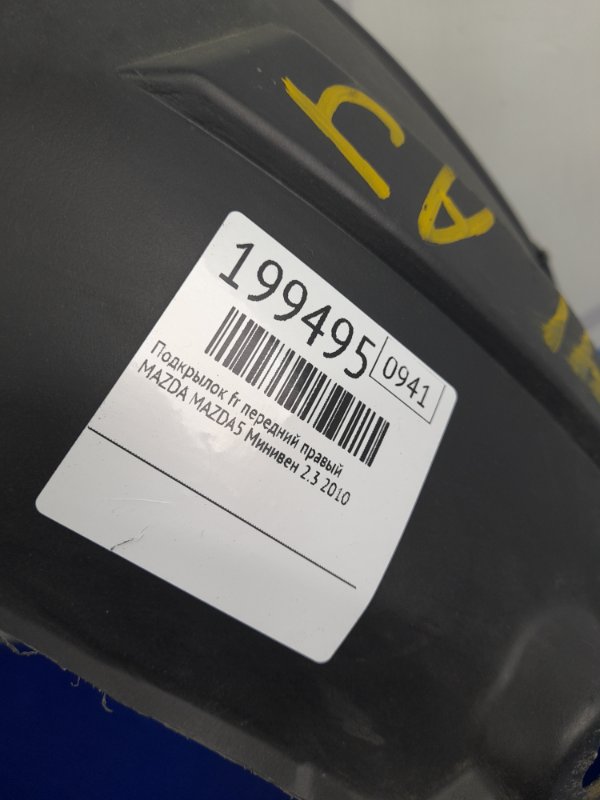 199495
0941
Подкрылок fr передний правый
MAZDA MAZDA5 Минивен 2.3 2010